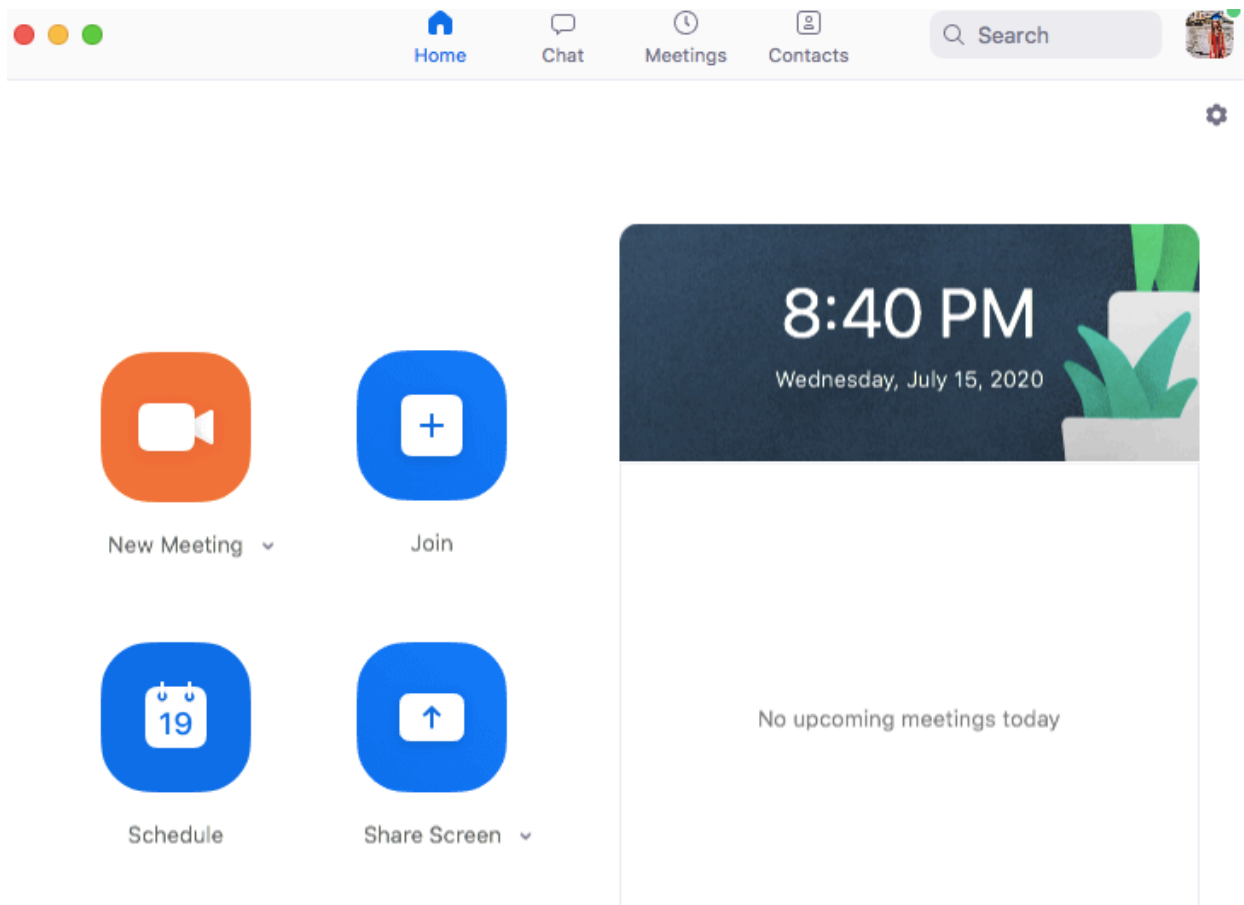 Home
Chat
Meetings
Contacts
Search
8:40 PM
Wednesday, July 15, 2020
New Meeting
Join
19
Schedule
Share Screen
No upcoming meetings today